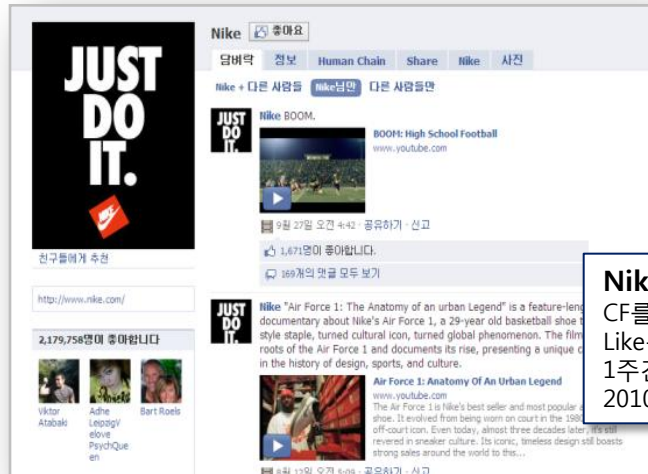 Nike 좋아요
담벼락 정보 Human Chain Share Nike 사진
Nike + 다른 사람들 Nike님만 다른 사람들만
JUST
DO
IT.
친구들에게 추천
http://www.nike.com/
2,179,758명이 좋아합니다
Viktor
Atabaki
Adhe
LeipzigV
elove
PsychQue
en
Bart Roels
JUST
DO
IT.
Nike BOOM.
BOOM: High School Football
www.youtube.com
9월 27일 오전 4:42 · 공유하기 · 신고
1,671명이 좋아합니다.
169개의 댓글 모두 보기
JUST
DO
IT.
Nike "Air Force 1: The Anatomy of an urban Legend" is a feature-leng
documentary about Nike's Air Force 1, a 29-year old basketball shoe t
style staple, turned cultural icon, turned global phenomenon. The film
roots of the Air Force 1 and documents its rise, presenting a unique c
in the history of design, sports, and culture.
Air Force 1: Anatomy Of An Urban Legend
www.youtube.com
The Air Force 1 is Nike's best seller and most popular a
shoe. It evolved from being worn on court in the 198
off-court icon. Even today, almost three decades later, it's still
revered in sneaker culture. Its iconic, timeless design still boasts
strong sales around the world to this...
공유하기 · 신고
Nik
CF를
Like
1주간
2010